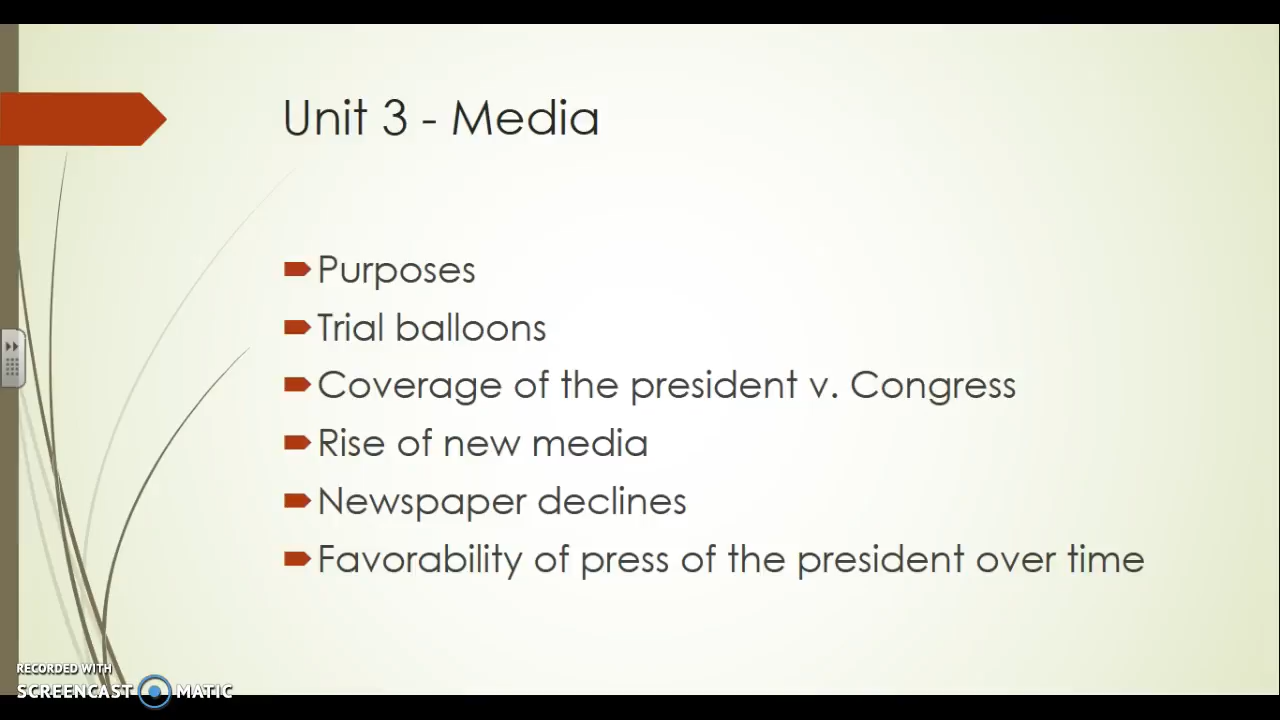 Unit 3 - Media
Purposes
Trial balloons
Coverage of the president v. Congress
Rise of new media
Newspaper declines
Favorability of press of the president over time
RECORDED WITH
SCREENCAST MATIC